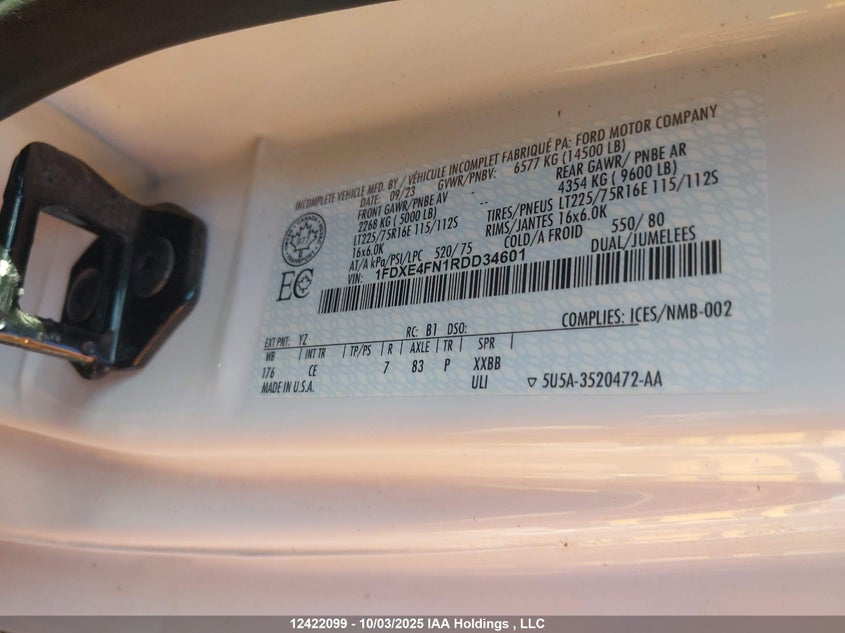 INCOMPLETE VEHICLE MFD. BY / VÉHICULE INCOMPLET FABRIQUÉ PA: FORD MOTOR COMPANY
DATE: 09/23 GVWR/PNBV: 6577 KG (14500 LB)
FRONT GAWR/PNBE AV REAR GAWR/ PNBE AR
2268 KG ( 5000 LB) -- 4354 KG ( 9600 LB)
LT225/75R16E 115/112S TIRES/PNEUS LT225/75R16E 115/112S
16x6.0K RIMS/JANTES 16x6.0K
AT/A kPa/PSI/LPC 520/ 75 COLD/A FROID 550/ 80
VIN: 1FDXE4FN1RDD34601 DUAL/JUMELEES
EC
COMPLIES: ICES/NMB-002
EXT PNT: YZ RC: B1 DSO:
WB INT TR TP/PS R AXLE TR SPR
176 CE 7 83 P XXBB
MADE IN U.S.A. ULI ▽ 5U5A-3520472-AA
12422099 - 10/03/2025 IAA Holdings , LLC